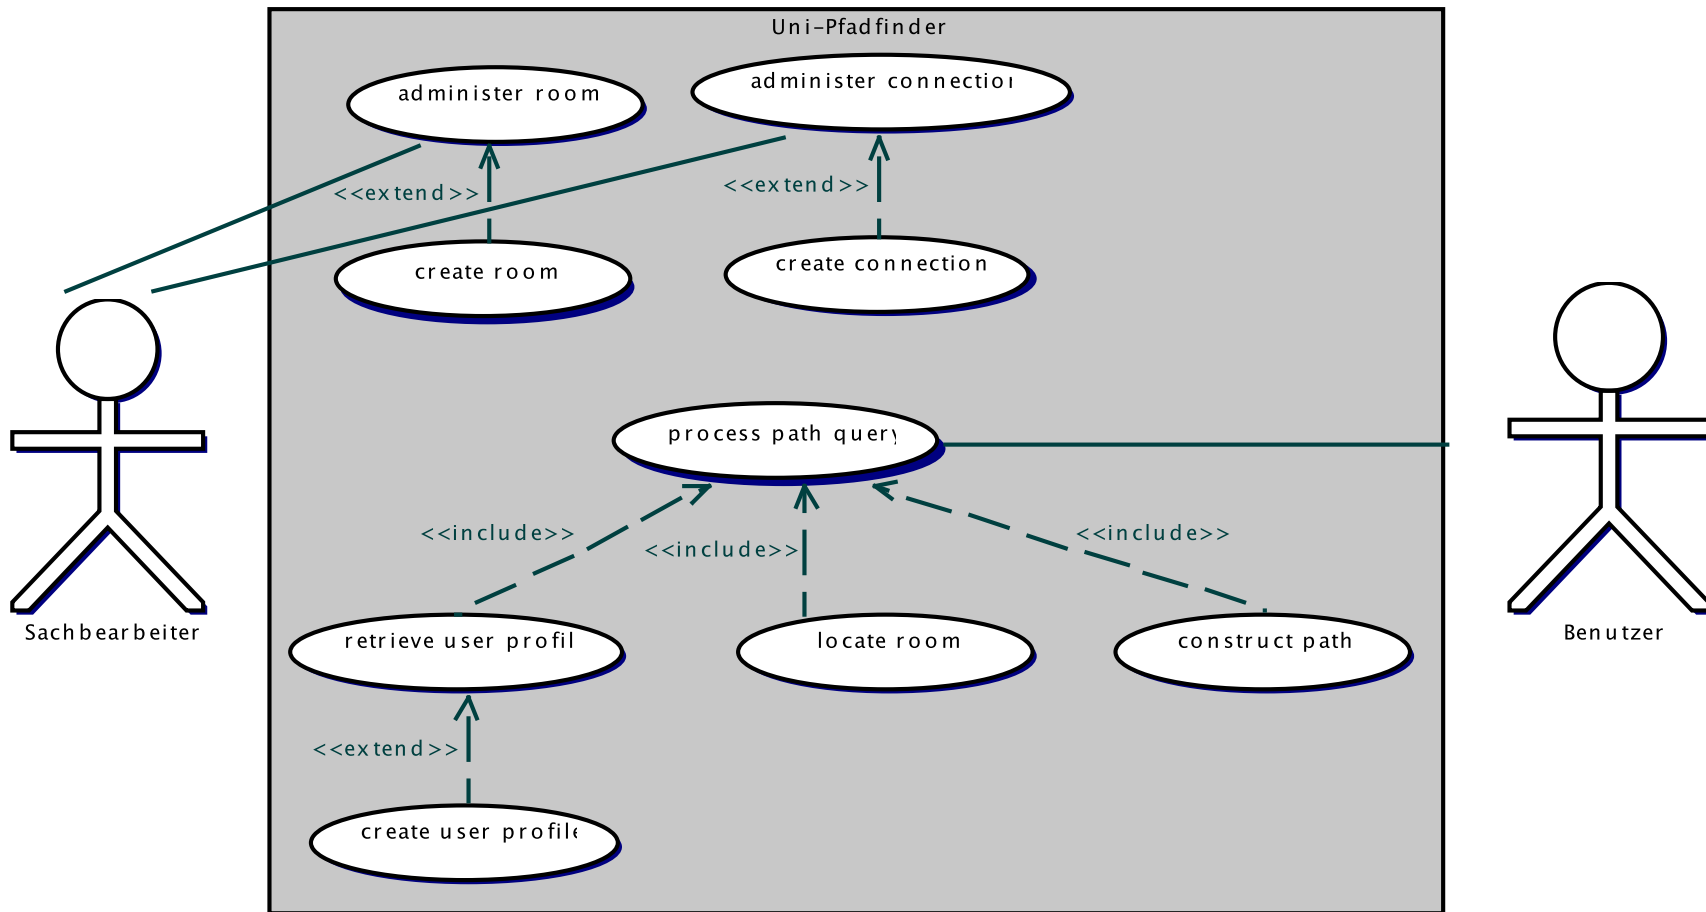 Uni-Pfadfinder
administer room
administer connection
<<extend>>
<<extend>>
create room
create connection
process path query
<<include>>
<<include>>
<<include>>
Sachbearbeiter
Benutzer
retrieve user profil
locate room
construct path
<<extend>>
create user profile